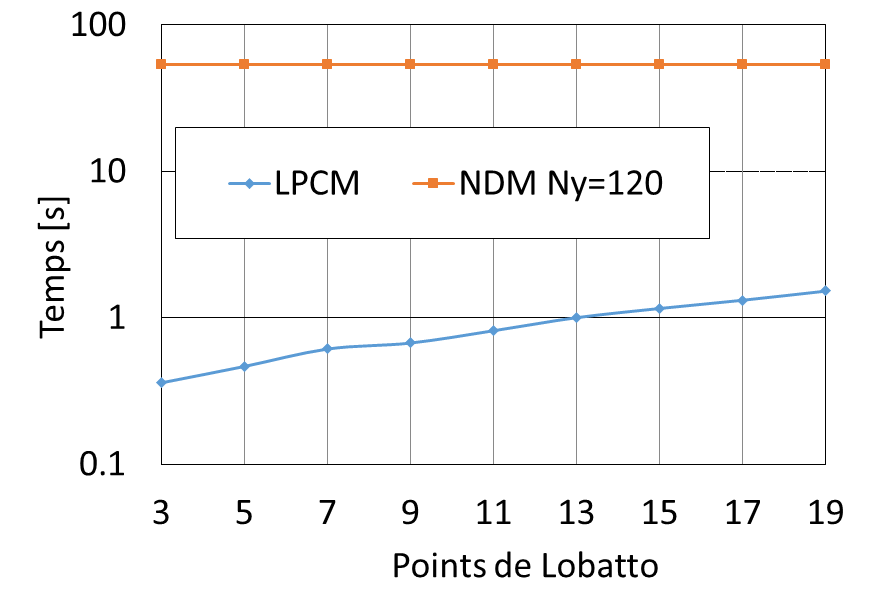 100
10
1
0.1
Temps [s]
LPCM NDM Ny=120
3 5 7 9 11 13 15 17 19
Points de Lobatto